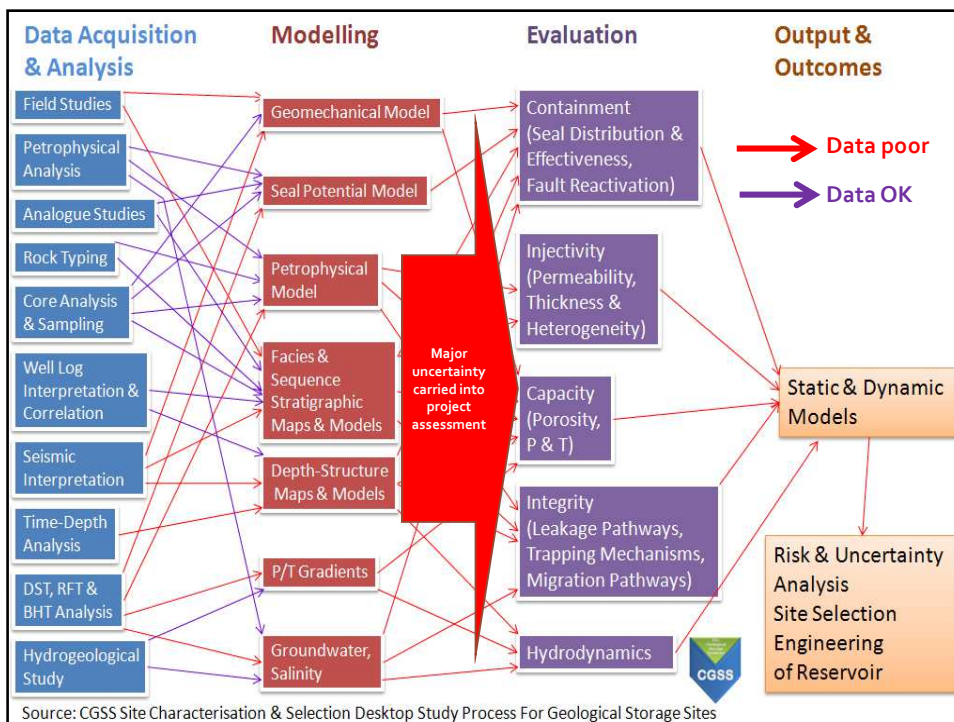 Data Acquisition
& Analysis
Field Studies
Petrophysical
Analysis
Analogue Studies
Rock Typing
Core Analysis
& Sampling
Well Log
Interpretation &
Correlation
Seismic
Interpretation
Time-Depth
Analysis
DST, RFT &
BHT Analysis
Hydrogeological
Study
Modelling
Geomechanical Model
Seal Potential Model
Petrophysical
Model
Facies &
Sequence
Stratigraphic
Maps & Models
Depth-Structure
Maps & Models
P/T Gradients
Groundwater,
Salinity
Major
uncertainty
carried into
project
assessment
Evaluation
Containment
(Seal Distribution &
Effectiveness,
Fault Reactivation)
Injectivity
(Permeability,
Thickness &
Heterogeneity)
Capacity
(Porosity,
P & T)
Integrity
(Leakage Pathways,
Trapping Mechanisms,
Migration Pathways)
Hydrodynamics
CGSS
Output &
Outcomes
Data poor
Data OK
Static & Dynamic
Models
Risk & Uncertainty
Analysis
Site Selection
Engineering
of Reservoir
Source: CGSS Site Characterisation & Selection Desktop Study Process For Geological Storage Sites